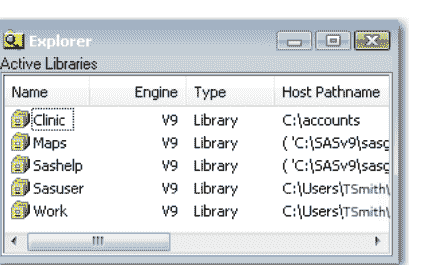 Explorer
Active Libraries
Name Engine Type Host Pathname
Clinic V9 Library C:\accounts
Maps V9 Library ( 'C:\SASv9\sasg
Sashelp V9 Library ( 'C:\SASv9\sasg
Sasuser V9 Library C:\Users\TSmith\
Work V9 Library C:\Users\TSmith\